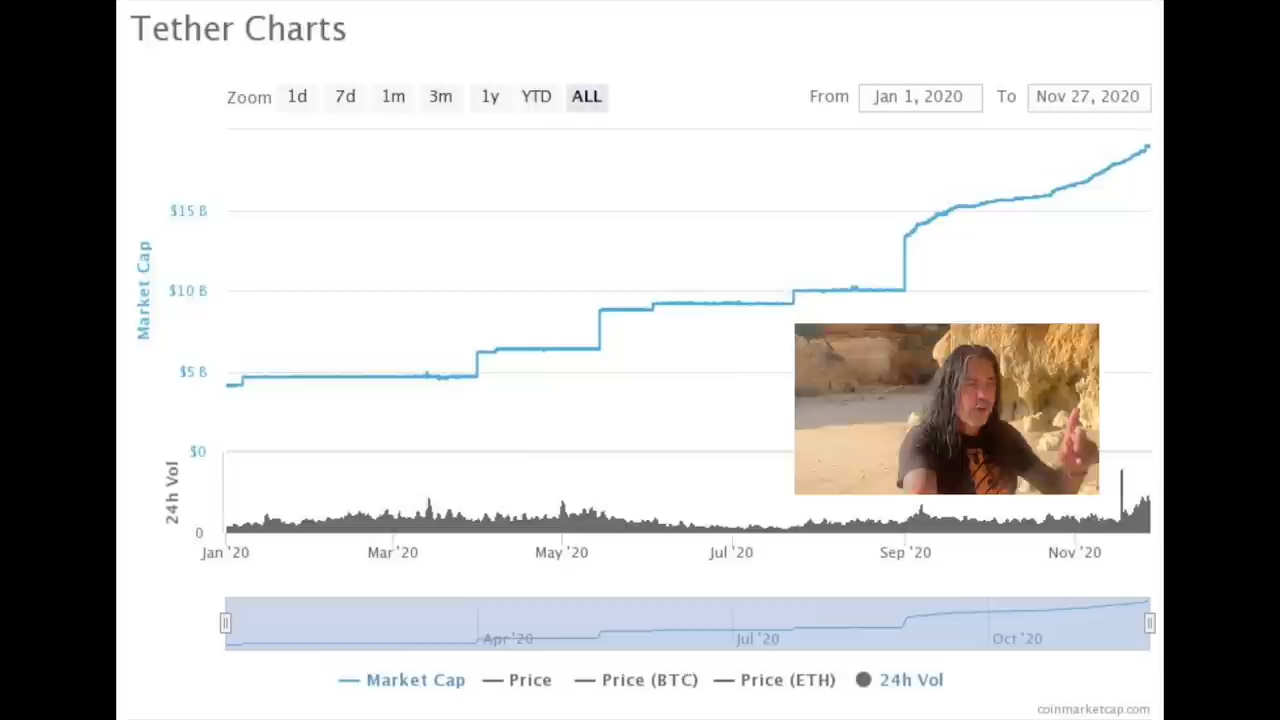 Tether Charts
Zoom 1d 7d 1m 3m 1y YTD ALL From Jan 1, 2020 To Nov 27, 2020
Market Cap
$15 B
$10 B
$5 B
$0
24h Vol
0
Jan '20 Mar '20 May '20 Jul '20 Sep '20 Nov '20
Apr '20 Jul '20 Oct '20
Market Cap Price Price (BTC) Price (ETH) 24h Vol
coinmarketcap.com